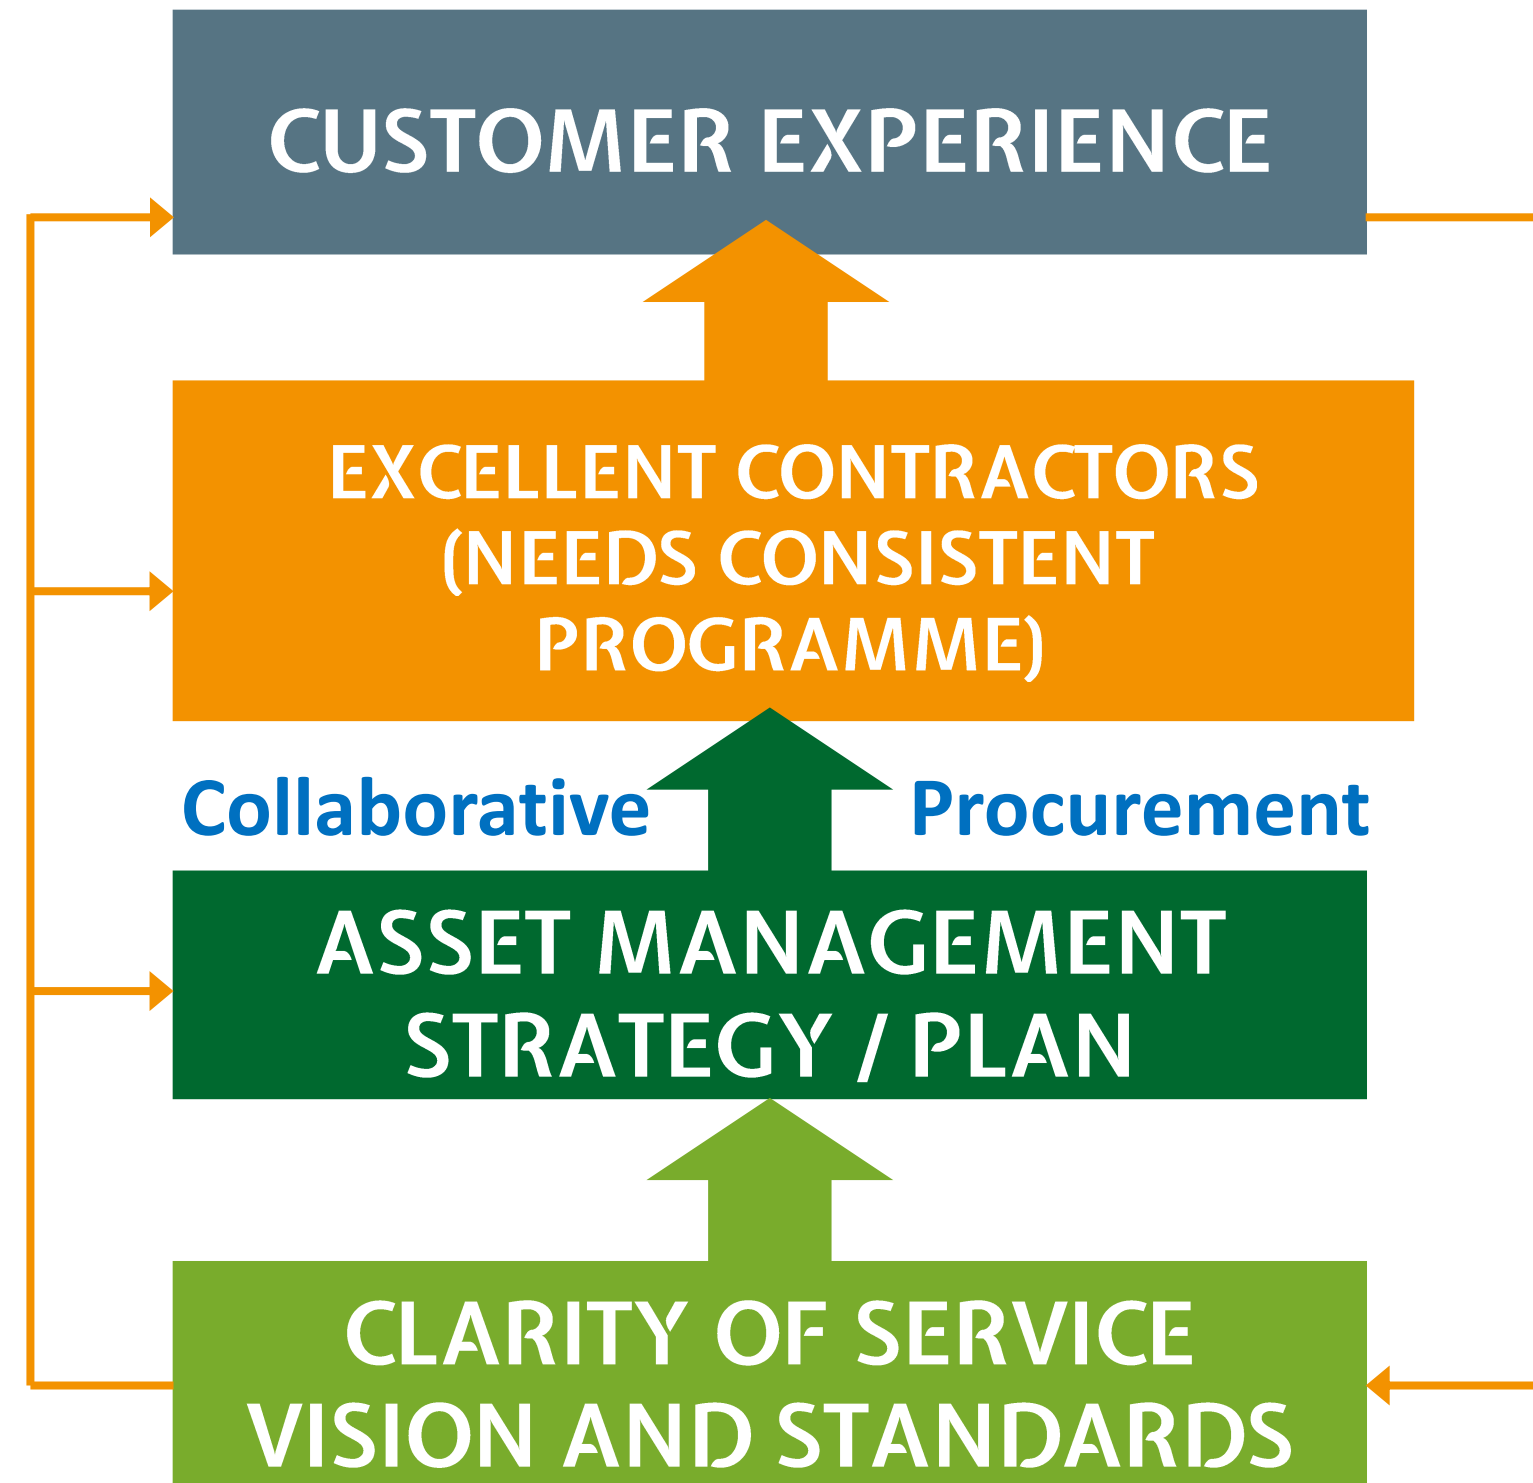 CUSTOMER EXPERIENCE
EXCELLENT CONTRACTORS
(NEEDS CONSISTENT
PROGRAMME)
Collaborative Procurement
ASSET MANAGEMENT
STRATEGY / PLAN
CLARITY OF SERVICE
VISION AND STANDARDS